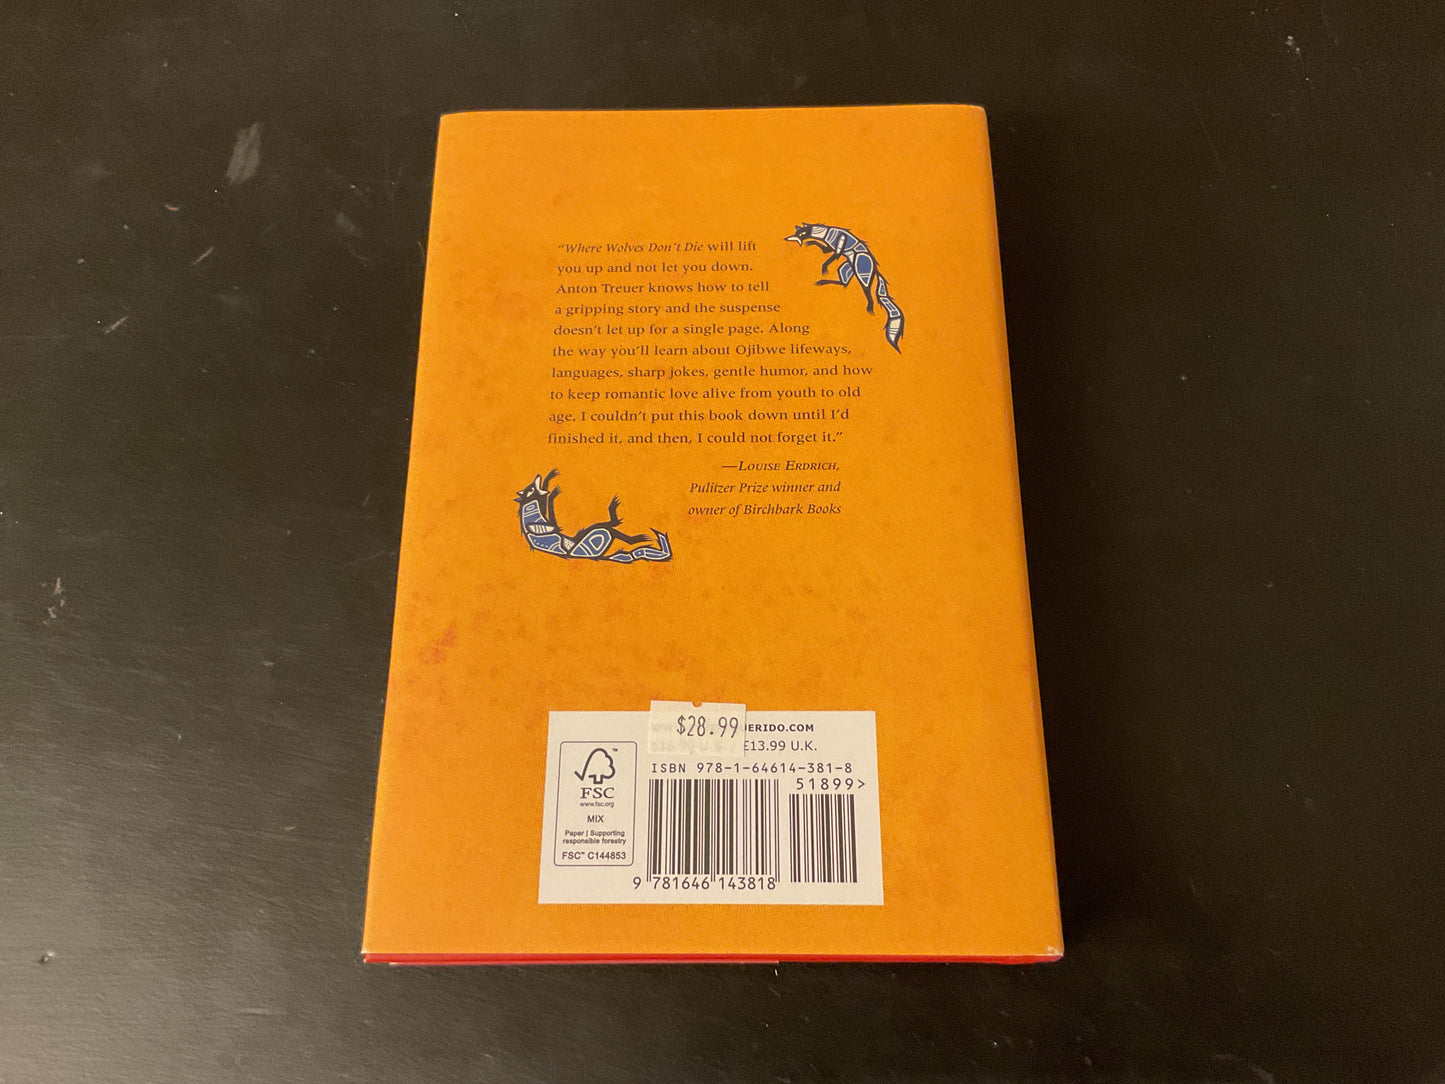 "Where Wolves Don't Die will lift
you up and not let you down.
Anton Treuer knows how to tell
a gripping story and the suspense
doesn't let up for a single page. Along
the way you'll learn about Ojibwe lifeways,
languages, sharp jokes, gentle humor, and how
to keep romantic love alive from youth to old
age. I couldn't put this book down until I'd
finished it, and then, I could not forget it."
—Louise Erdrich,
Pulitzer Prize winner and
owner of Birchbark Books
$28.99
UERIDO.COM
£13.99 U.K.
ISBN 978-1-64614-381-8
51899>
FSC
www.fsc.org
MIX
Paper | Supporting
responsible forestry
FSC™ C144853
9 781646 143818